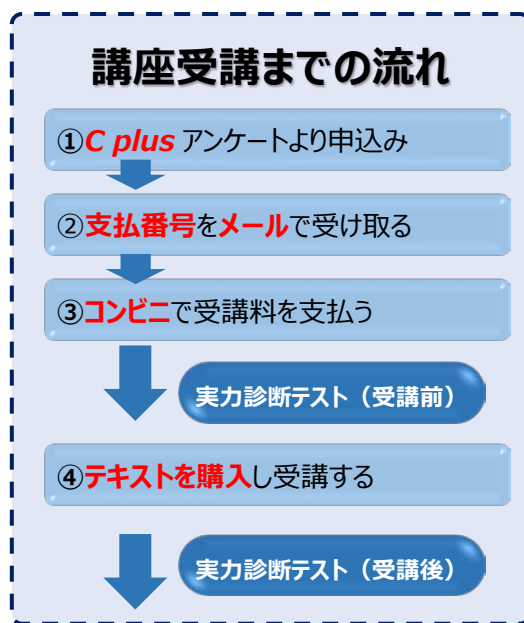 講座受講までの流れ
①C plus アンケートより申込み
②支払番号をメールで受け取る
③コンビニで受講料を支払う
実力診断テスト（受講前）
④テキストを購入し受講する
実力診断テスト（受講後）